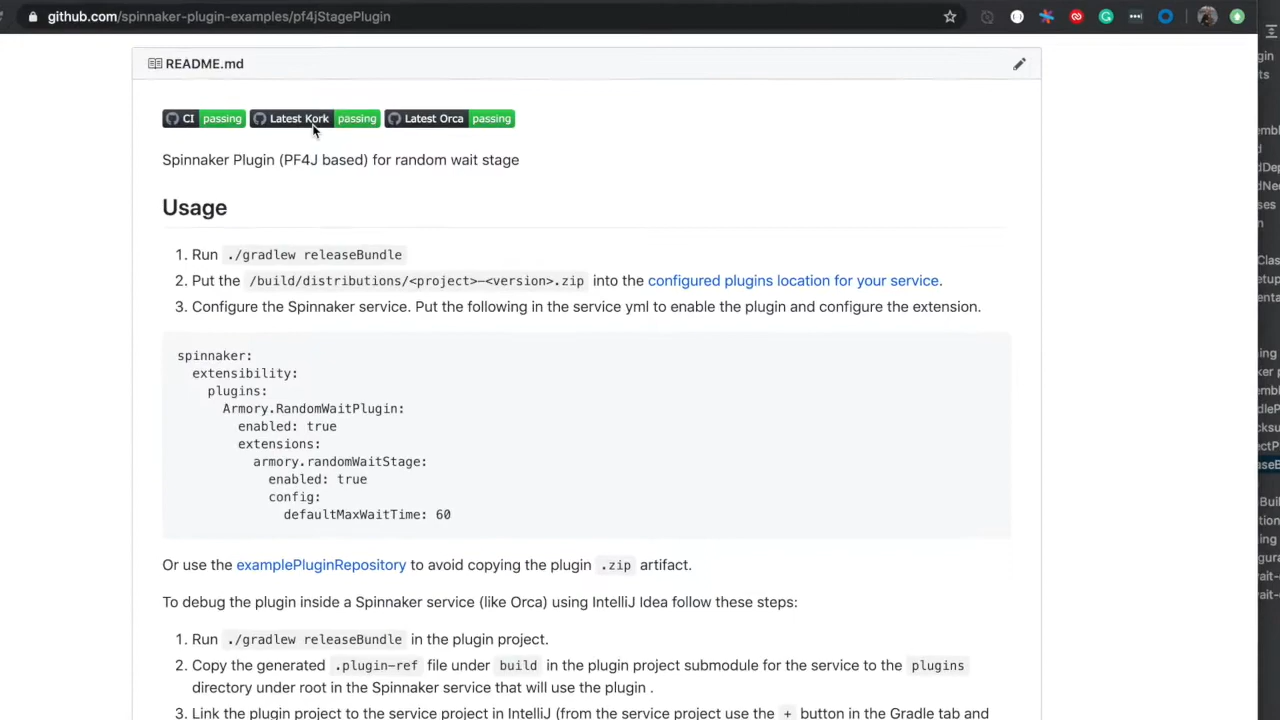 github.com/spinnaker-plugin-examples/pf4jStagePlugin
README.md
CI passing Latest Kork passing Latest Orca passing
Spinnaker Plugin (PF4J based) for random wait stage
Usage
1. Run ./gradlew releaseBundle
2. Put the /build/distributions/<project>-<version>.zip into the configured plugins location for your service.
3. Configure the Spinnaker service. Put the following in the service yml to enable the plugin and configure the extension.
spinnaker:
extensibility:
plugins:
Armory.RandomWaitPlugin:
enabled: true
extensions:
armory.randomWaitStage:
enabled: true
config:
defaultMaxWaitTime: 60
Or use the examplePluginRepository to avoid copying the plugin .zip artifact.
To debug the plugin inside a Spinnaker service (like Orca) using IntelliJ Idea follow these steps:
1. Run ./gradlew releaseBundle in the plugin project.
2. Copy the generated .plugin-ref file under build in the plugin project submodule for the service to the plugins
directory under root in the Spinnaker service that will use the plugin .
3. Link the plugin project to the service project in IntelliJ (from the service project use the + button in the Gradle tab and